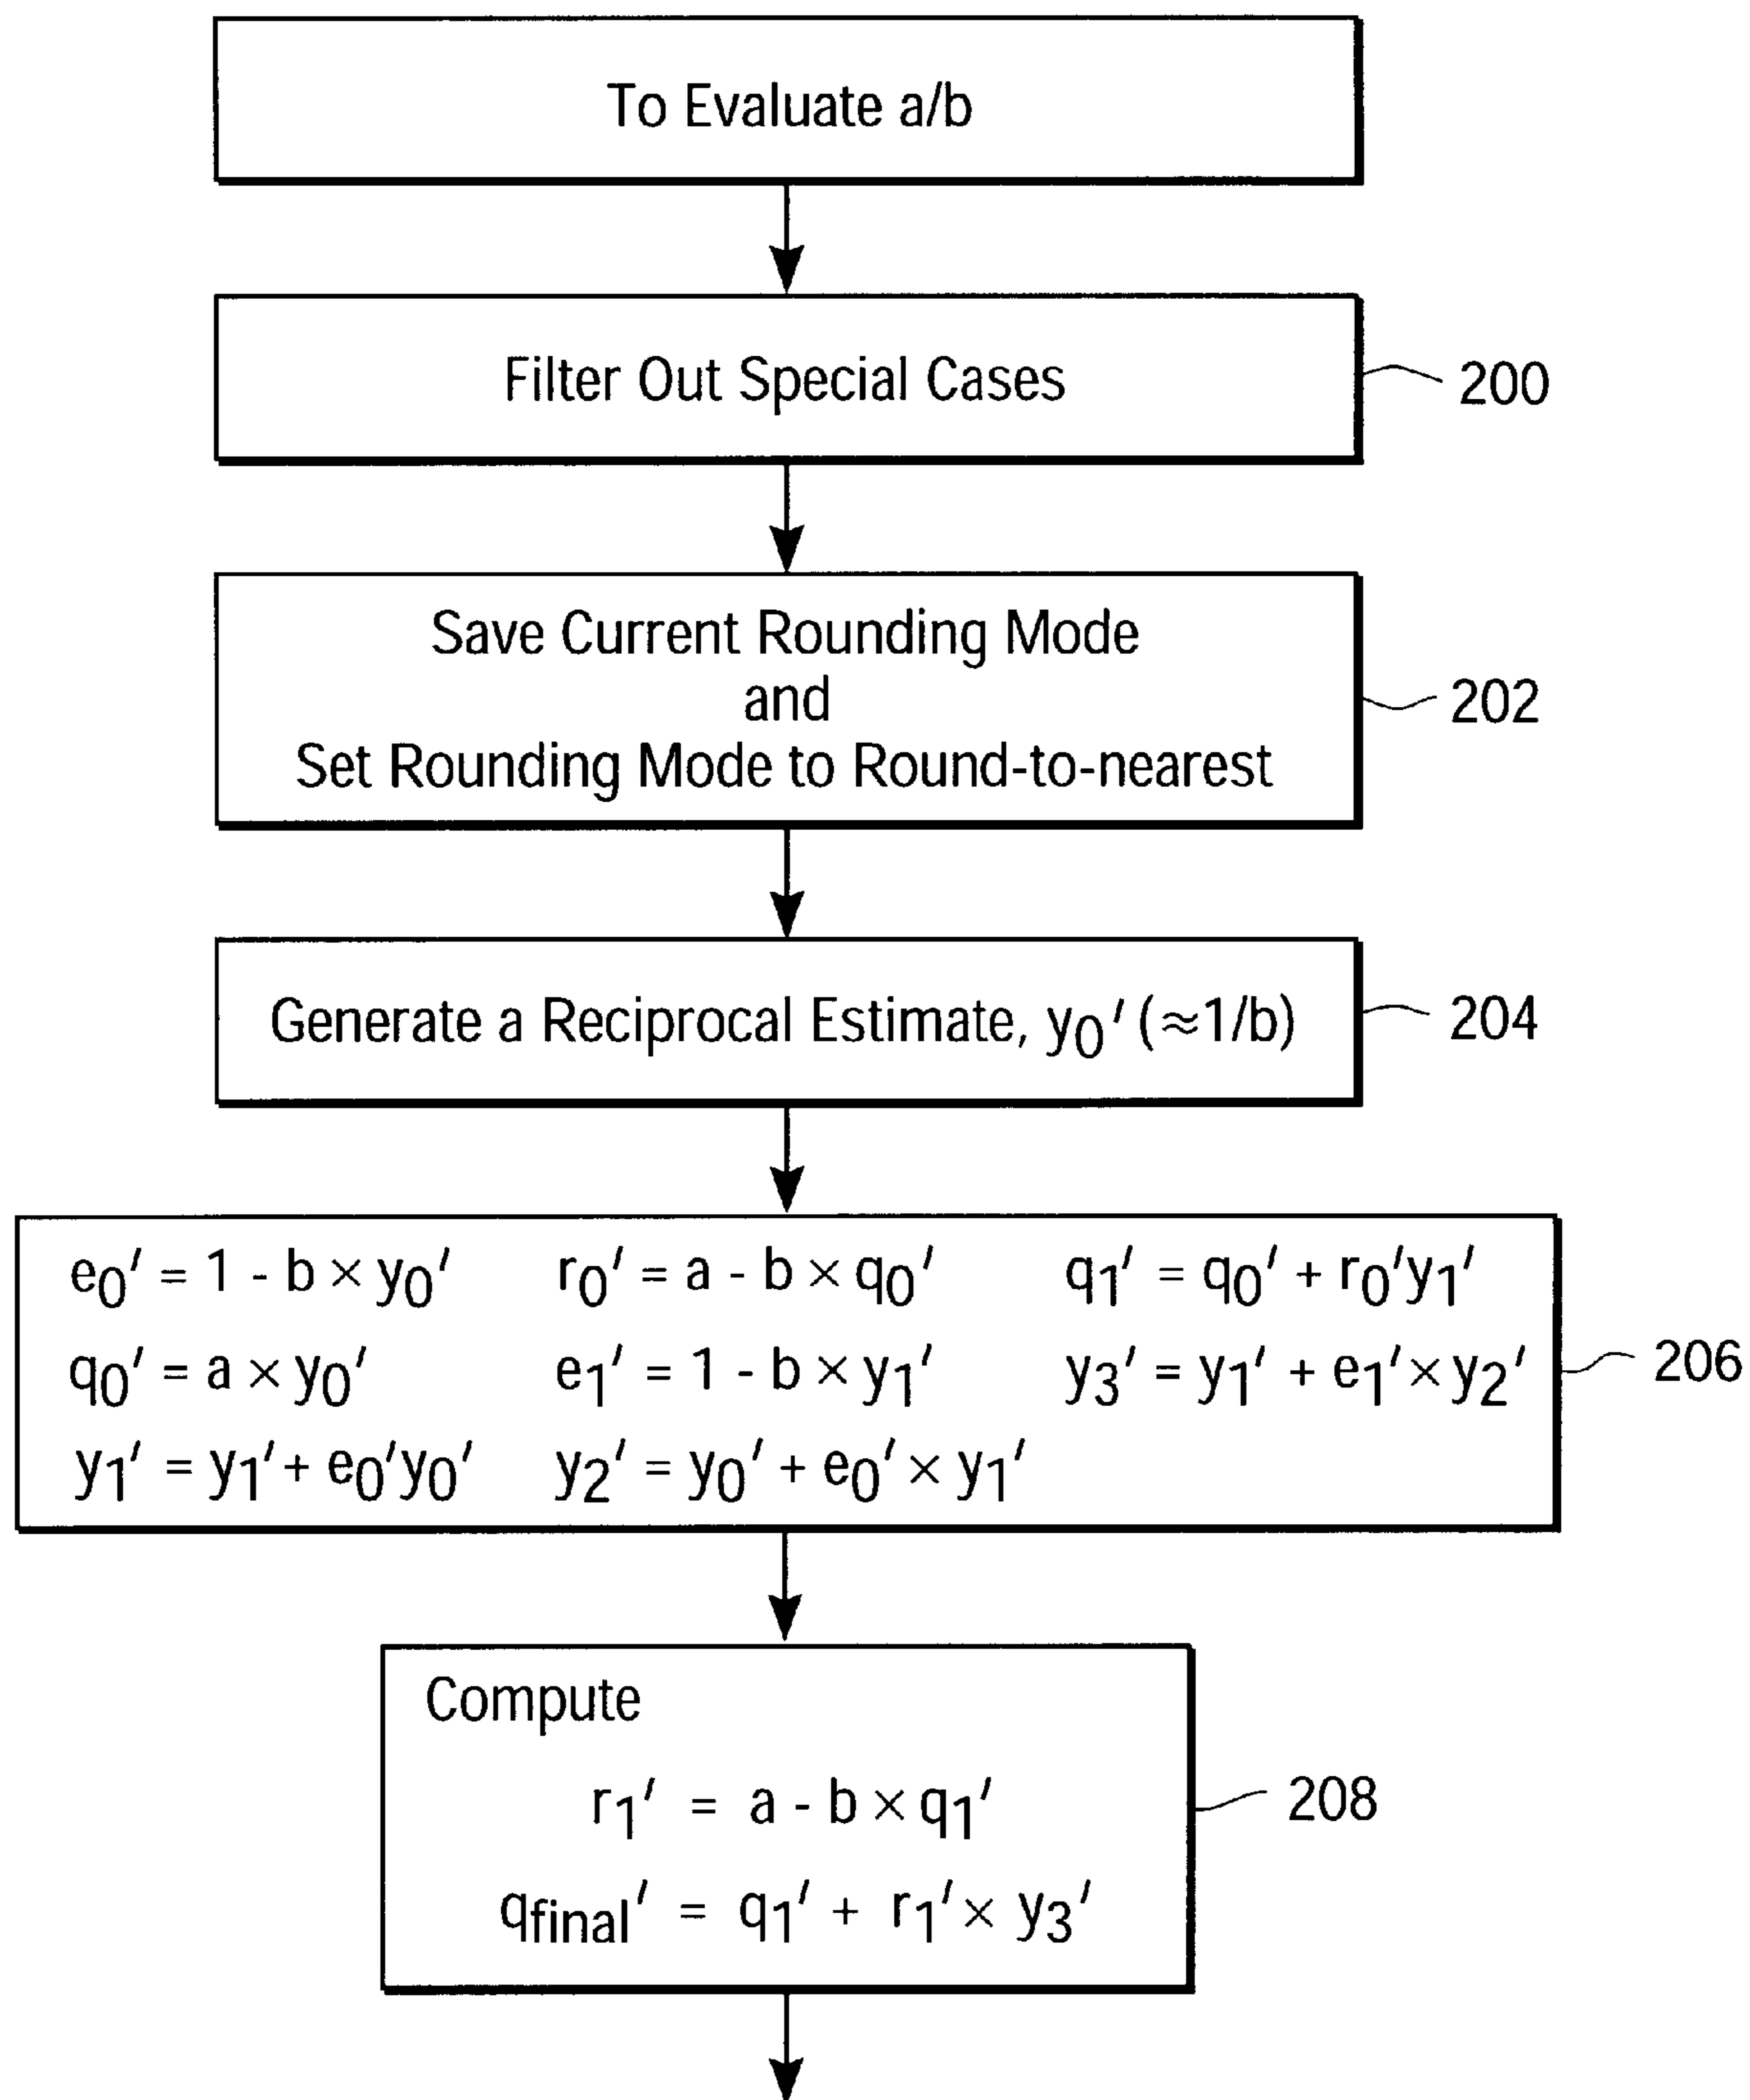 To Evaluate a/b
Filter Out Special Cases
200
Save Current Rounding Mode
and
Set Rounding Mode to Round-to-nearest
202
Generate a Reciprocal Estimate, y0' (≈1/b)
204
e0' = 1 - b × y0' r0' = a - b × q0' q1' = q0' + r0'y1'
q0' = a × y0' e1' = 1 - b × y1' y3' = y1' + e1' × y2'
y1' = y1' + e0'y0' y2' = y0' + e0' × y1'
206
Compute
r1' = a - b × q1'
qfinal' = q1' + r1' × y3'
208